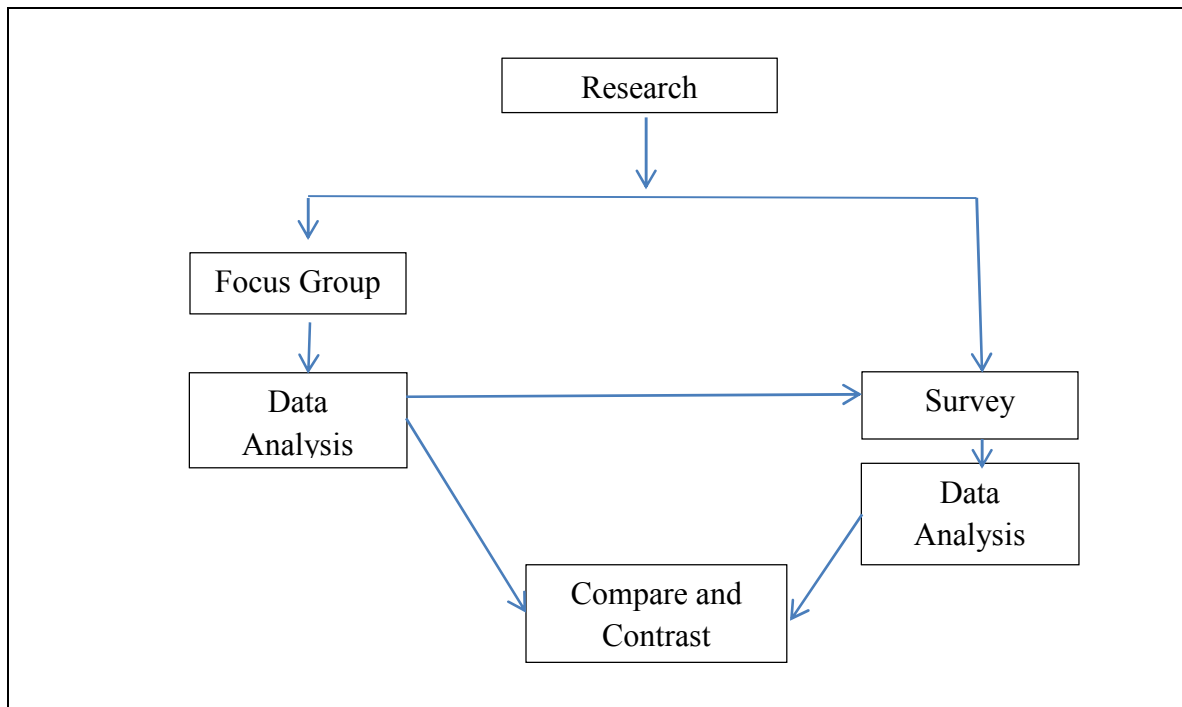 Research
Focus Group
Data
Analysis
Survey
Data
Analysis
Compare and
Contrast